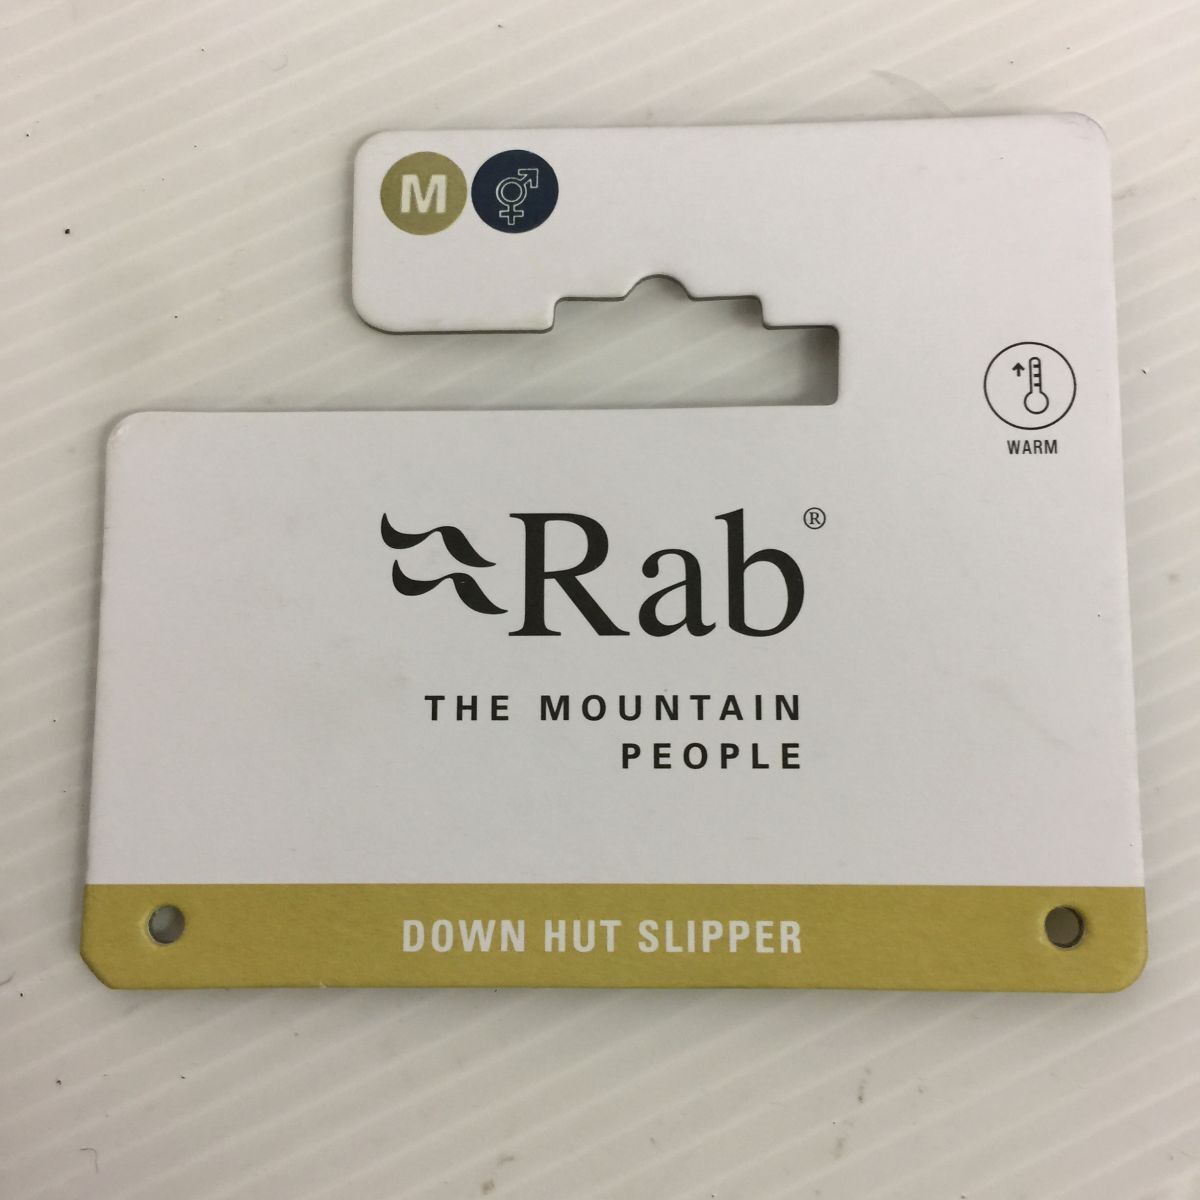 M
WARM
Rab®
THE MOUNTAIN
PEOPLE
DOWN HUT SLIPPER